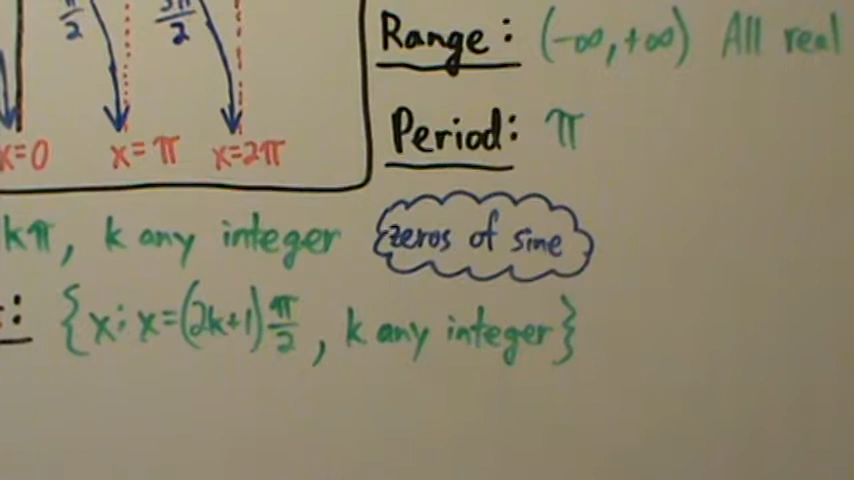 π/2 3π/2
Range: (-∞, +∞) All real
Period: π
x=0 x=π x=2π
kπ, k any integer zeros of sine
: {x: x=(2k+1)π/2, k any integer}